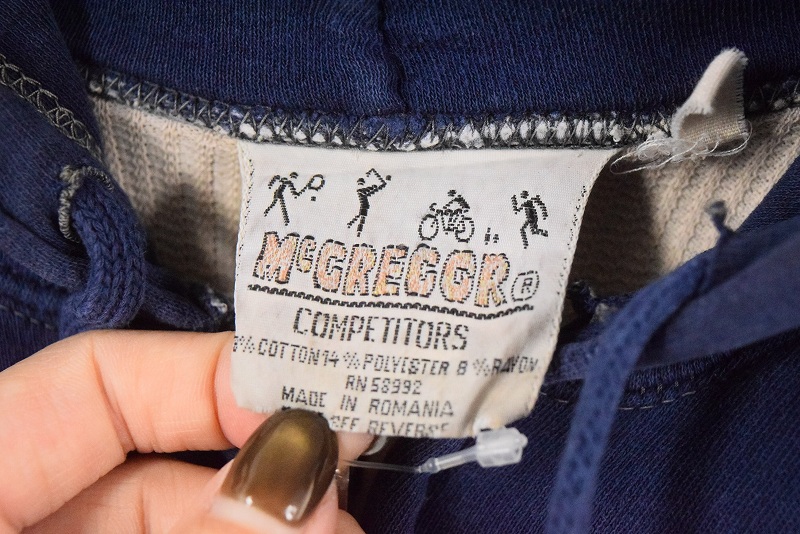 McGREGOR®
COMPETITORS
% COTTON 14 % POLYESTER 8 % RAYON
RN 58992
MADE IN ROMANIA
SEE REVERSE